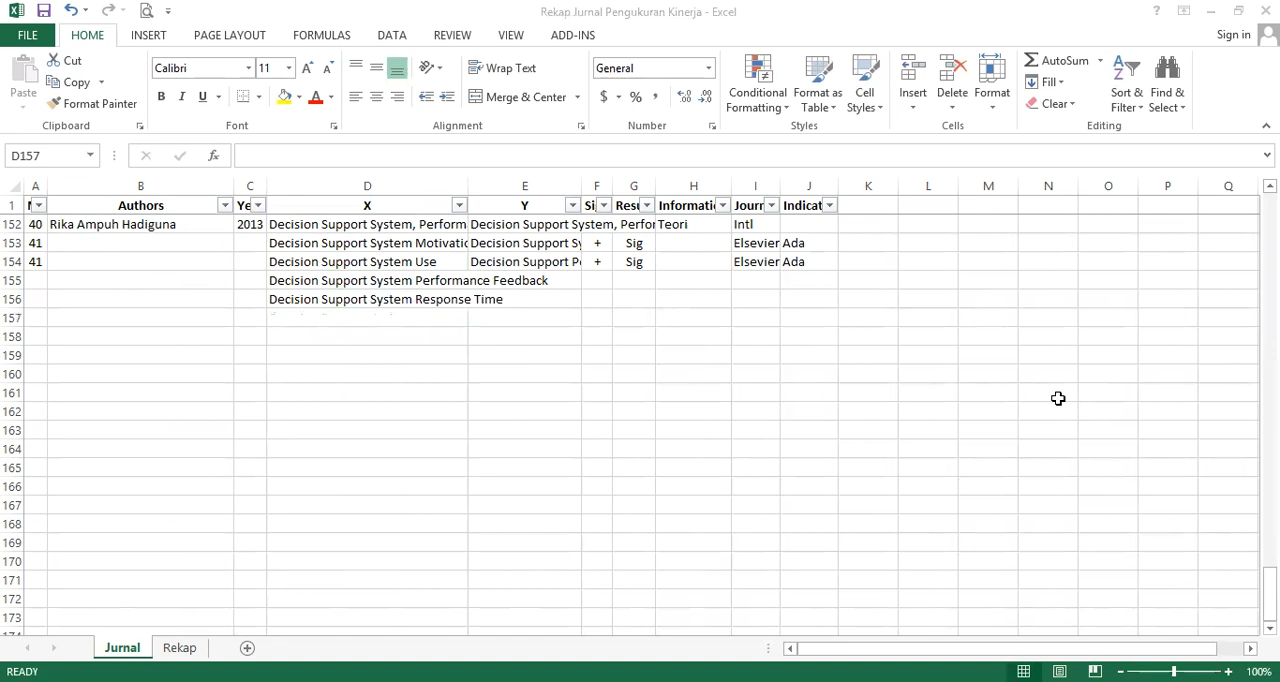 Rekap Jurnal Pengukuran Kinerja - Excel
?
FILE HOME INSERT PAGE LAYOUT FORMULAS DATA REVIEW VIEW ADD-INS Sign in
Paste
Cut
Copy
Format Painter
Clipboard
Calibri 11
B I U
Font
Wrap Text
Merge & Center
Alignment
General
$ % ,
Number
Conditional Formatting
Format as Table
Cell Styles
Styles
Insert
Delete
Format
Cells
AutoSum
Fill
Clear
Sort & Filter
Find & Select
Editing
D157 fx
A B C D E F G H I J K L M N O P Q
1 Authors Ye X Y Si Resu Informati Journ Indicat
152 40 Rika Ampuh Hadiguna 2013 Decision Support System, Perform Decision Support System, Perfor Teori Intl
153 41 Decision Support System Motivatio Decision Support Sy + Sig Elsevier Ada
154 41 Decision Support System Use Decision Support Pe + Sig Elsevier Ada
155 Decision Support System Performance Feedback
156 Decision Support System Response Time
157
158
159
160
161
162
163
164
165
166
167
168
169
170
171
172
173
Jurnal Rekap
READY 100%